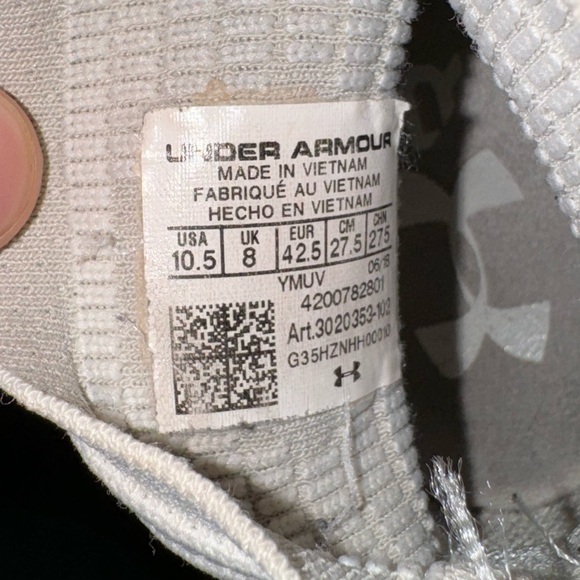 UNDER ARMOUR
MADE IN VIETNAM
FABRIQUÉ AU VIETNAM
HECHO EN VIETNAM
USA UK EUR CM CHN
10.5 8 42.5 27.5 275
YMUV 06/18
4200782801
Art.3020353-102
G35HZNHH00010